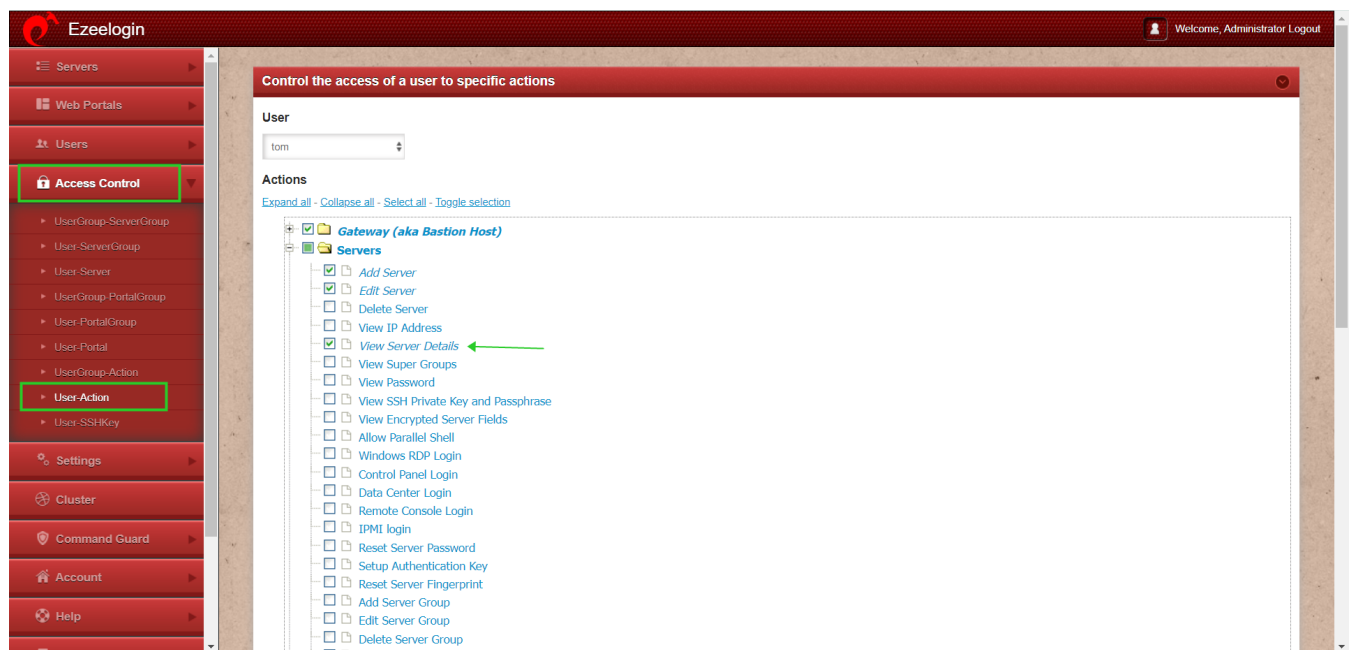 Ezeelogin
Welcome, Administrator Logout
Servers
Web Portals
Users
Access Control
UserGroup-ServerGroup
User-ServerGroup
User-Server
UserGroup-PortalGroup
User-PortalGroup
User-Portal
UserGroup-Action
User-Action
User-SSHKey
Settings
Cluster
Command Guard
Account
Help
Control the access of a user to specific actions
User
tom
Actions
Expand all - Collapse all - Select all - Toggle selection
Gateway (aka Bastion Host)
Servers
Add Server
Edit Server
Delete Server
View IP Address
View Server Details
View Super Groups
View Password
View SSH Private Key and Passphrase
View Encrypted Server Fields
Allow Parallel Shell
Windows RDP Login
Control Panel Login
Data Center Login
Remote Console Login
IPMI login
Reset Server Password
Setup Authentication Key
Reset Server Fingerprint
Add Server Group
Edit Server Group
Delete Server Group